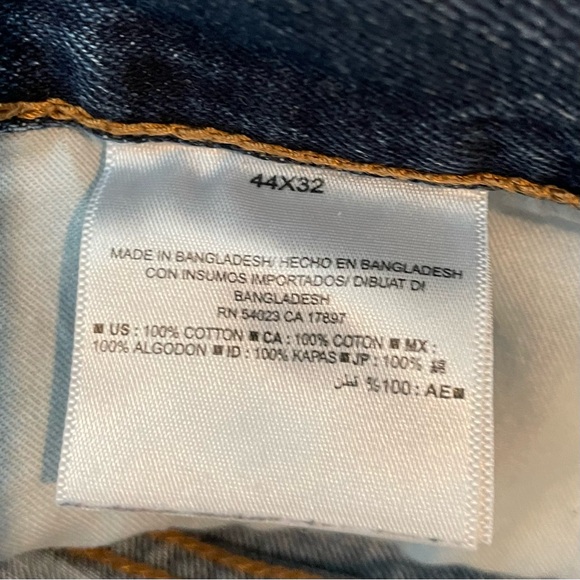 44X32
MADE IN BANGLADESH/ HECHO EN BANGLADESH
CON INSUMOS IMPORTADOS/ DIBUAT DI
BANGLADESH
RN 54023 CA 17897
■ US : 100% COTTON ■ CA : 100% COTON ■ MX :
100% ALGODON ■ ID : 100% KAPAS ■ JP : 100%
قطن %100 : AE■